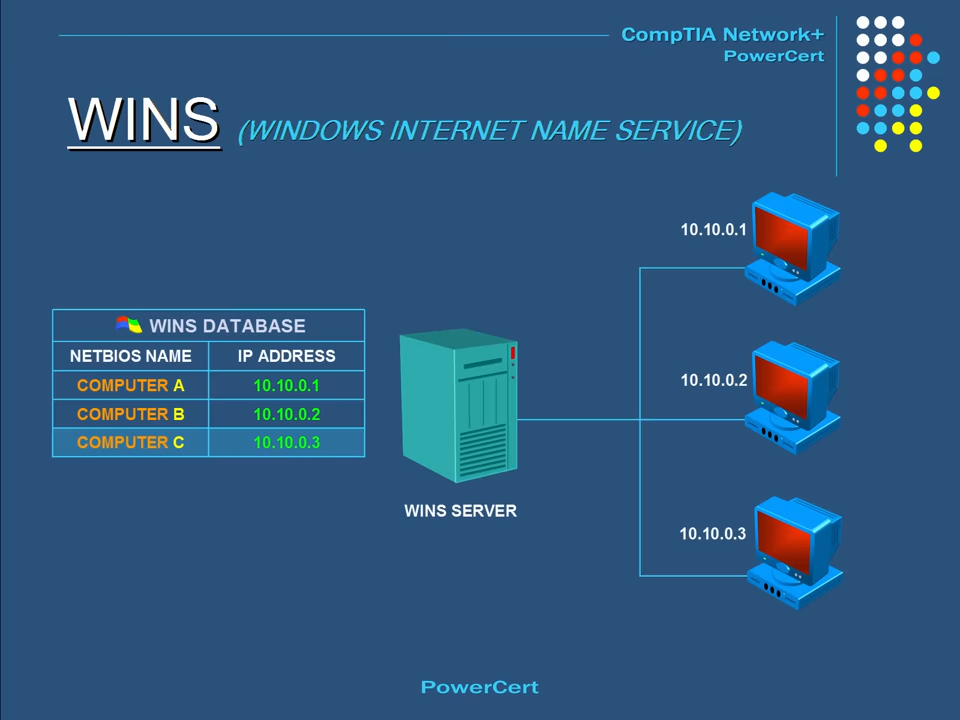 CompTIA Network+
PowerCert
WINS (WINDOWS INTERNET NAME SERVICE)
10.10.0.1
WINS DATABASE
NETBIOS NAME IP ADDRESS
COMPUTER A 10.10.0.1
COMPUTER B 10.10.0.2
COMPUTER C 10.10.0.3
10.10.0.2
WINS SERVER
10.10.0.3
PowerCert